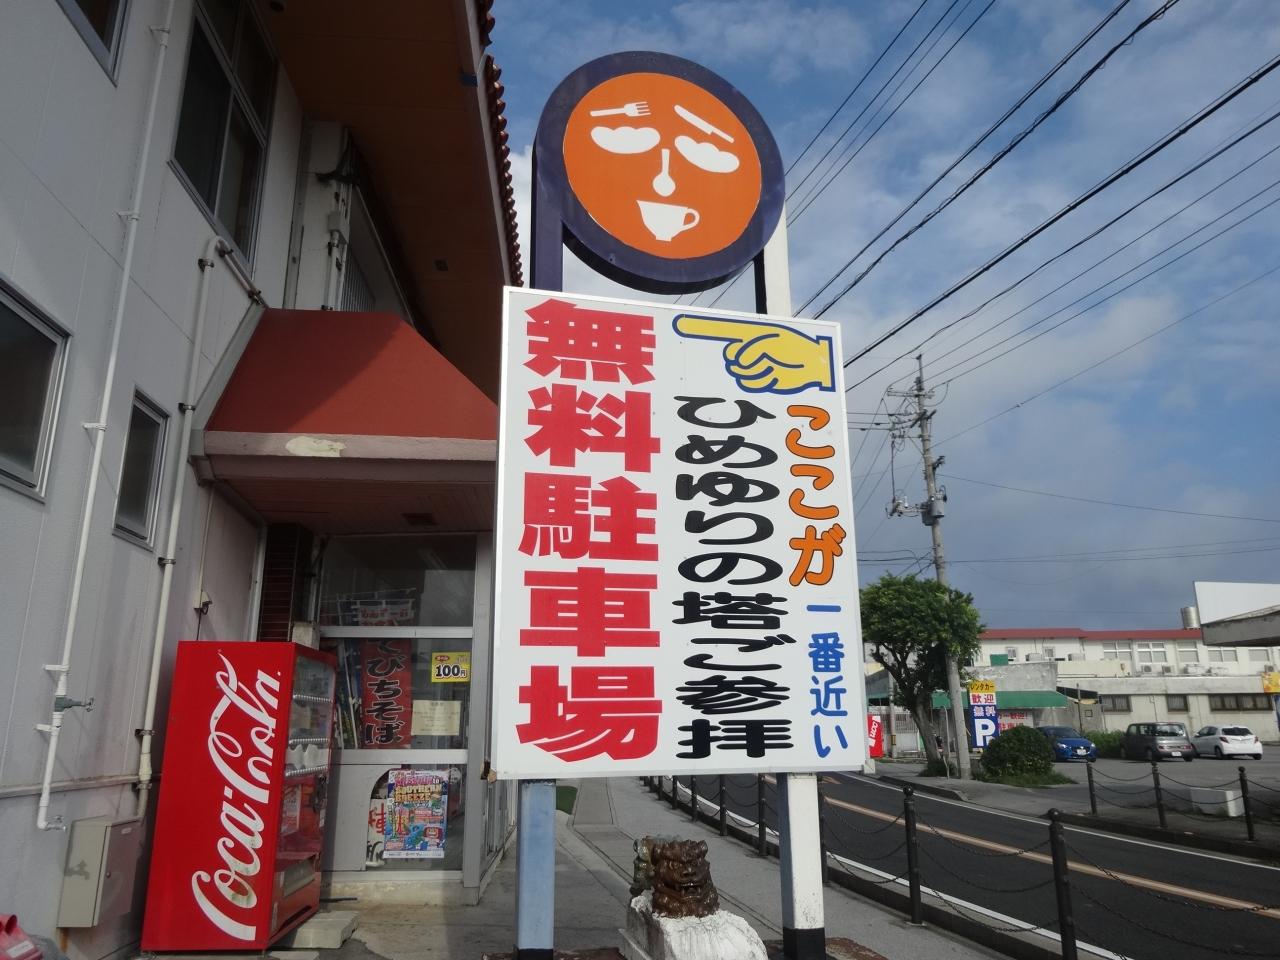 ここが一番近い
ひめゆりの塔ご参拝
無料駐車場
Coca-Cola
100円
てびちそば
SOUTHERN
BREEZE
レンタカー
歓迎
無料
P